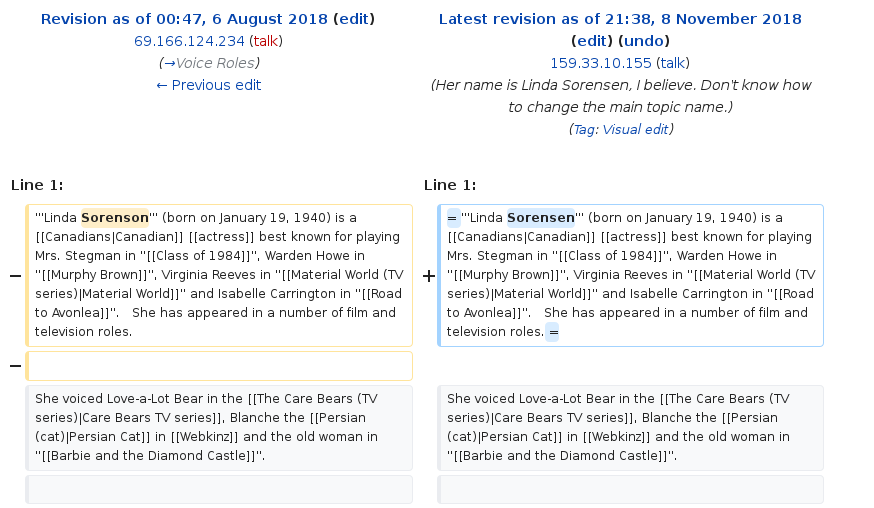 Revision as of 00:47, 6 August 2018 (edit)
69.166.124.234 (talk)
(→Voice Roles)
← Previous edit
Latest revision as of 21:38, 8 November 2018
(edit) (undo)
159.33.10.155 (talk)
(Her name is Linda Sorensen, I believe. Don't know how
to change the main topic name.)
(Tag: Visual edit)
Line 1:
Line 1:
− '''Linda Sorenson''' (born on January 19, 1940) is a
[[Canadians|Canadian]] [[actress]] best known for playing
Mrs. Stegman in ''[[Class of 1984]]'', Warden Howe in
''[[Murphy Brown]]'', Virginia Reeves in ''[[Material World (TV
series)|Material World]]'' and Isabelle Carrington in ''[[Road
to Avonlea]]''.   She has appeared in a number of film and
television roles.
+ = '''Linda Sorensen''' (born on January 19, 1940) is a
[[Canadians|Canadian]] [[actress]] best known for playing
Mrs. Stegman in ''[[Class of 1984]]'', Warden Howe in
''[[Murphy Brown]]'', Virginia Reeves in ''[[Material World (TV
series)|Material World]]'' and Isabelle Carrington in ''[[Road
to Avonlea]]''.   She has appeared in a number of film and
television roles. =
−
She voiced Love-a-Lot Bear in the [[The Care Bears (TV
series)|Care Bears TV series]], Blanche the [[Persian
(cat)|Persian Cat]] in [[Webkinz]] and the old woman in
''[[Barbie and the Diamond Castle]]''.
She voiced Love-a-Lot Bear in the [[The Care Bears (TV
series)|Care Bears TV series]], Blanche the [[Persian
(cat)|Persian Cat]] in [[Webkinz]] and the old woman in
''[[Barbie and the Diamond Castle]]''.